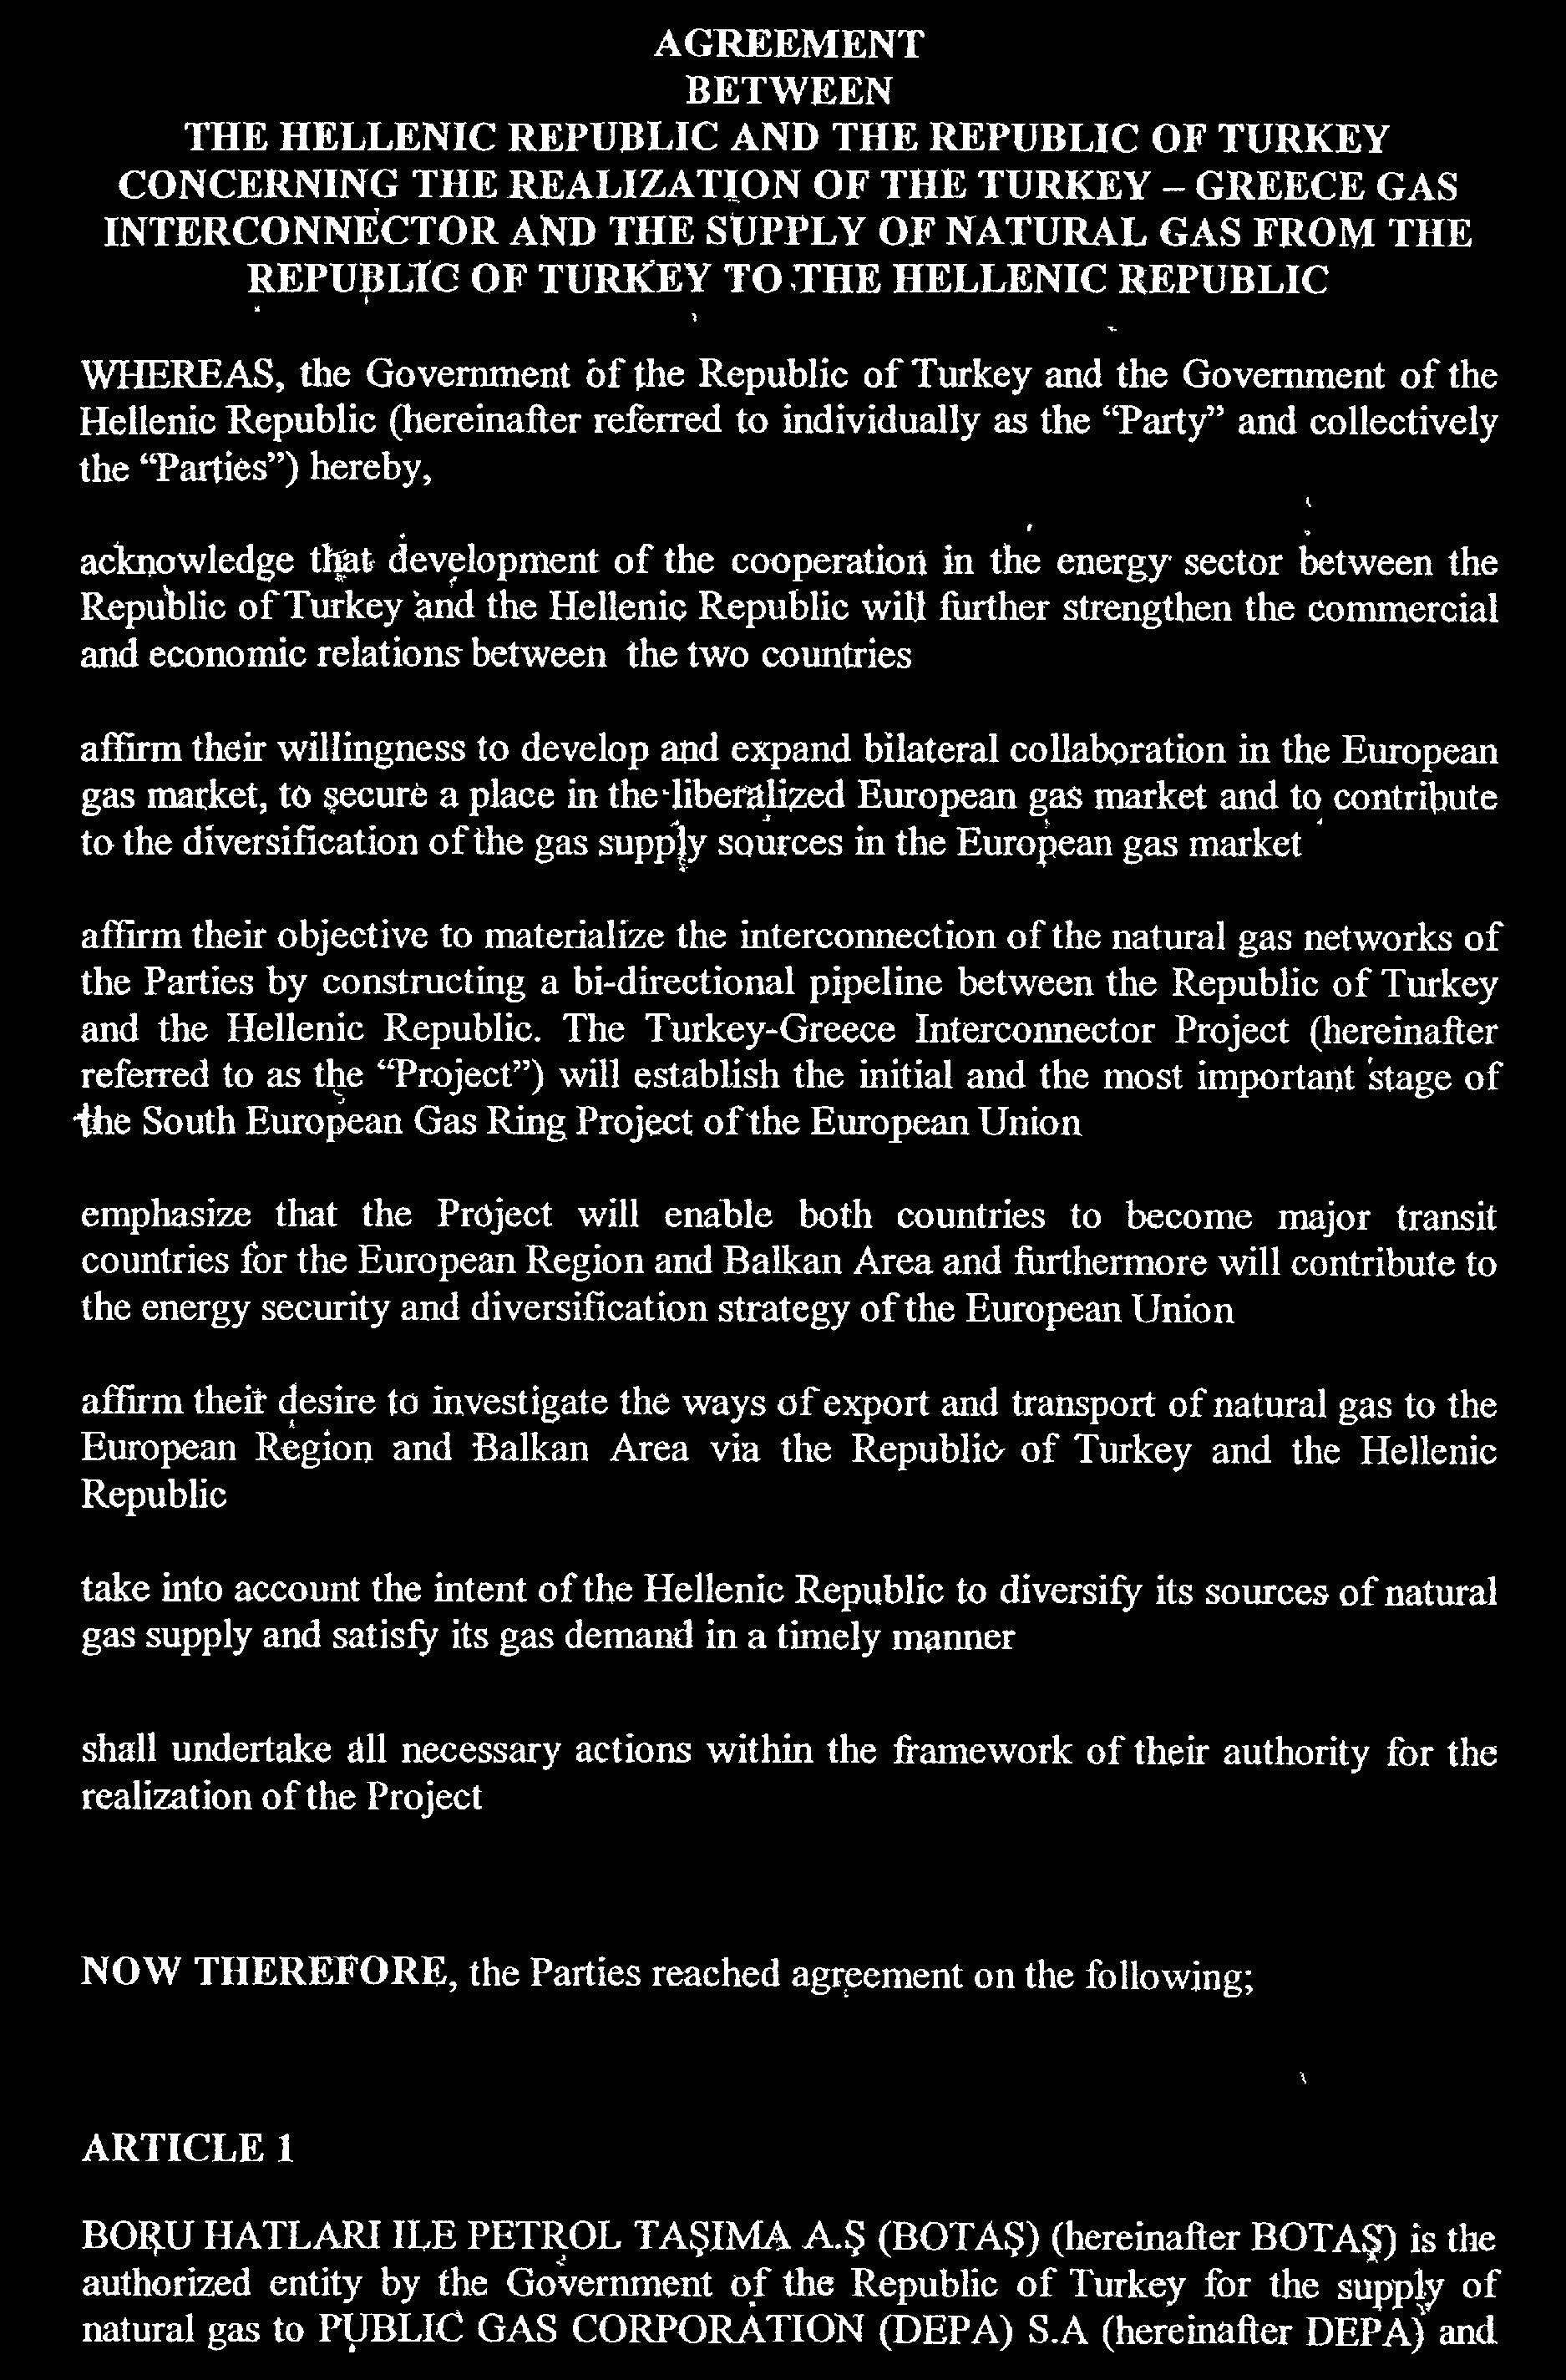 AGREEMENT
BETWEEN
THE HELLENIC REPUBLIC AND THE REPUBLIC OF TURKEY
CONCERNING THE REALIZATION OF THE TURKEY – GREECE GAS
INTERCONNECTOR AND THE SUPPLY OF NATURAL GAS FROM THE
REPUBLIC OF TURKEY TO THE HELLENIC REPUBLIC
WHEREAS, the Government of the Republic of Turkey and the Government of the
Hellenic Republic (hereinafter referred to individually as the “Party” and collectively
the “Parties”) hereby,
acknowledge that development of the cooperation in the energy sector between the
Republic of Turkey and the Hellenic Republic will further strengthen the commercial
and economic relations between the two countries
affirm their willingness to develop and expand bilateral collaboration in the European
gas market, to secure a place in the liberalized European gas market and to contribute
to the diversification of the gas supply sources in the European gas market
affirm their objective to materialize the interconnection of the natural gas networks of
the Parties by constructing a bi-directional pipeline between the Republic of Turkey
and the Hellenic Republic. The Turkey-Greece Interconnector Project (hereinafter
referred to as the “Project”) will establish the initial and the most important stage of
the South European Gas Ring Project of the European Union
emphasize that the Project will enable both countries to become major transit
countries for the European Region and Balkan Area and furthermore will contribute to
the energy security and diversification strategy of the European Union
affirm their desire to investigate the ways of export and transport of natural gas to the
European Region and Balkan Area via the Republic of Turkey and the Hellenic
Republic
take into account the intent of the Hellenic Republic to diversify its sources of natural
gas supply and satisfy its gas demand in a timely manner
shall undertake all necessary actions within the framework of their authority for the
realization of the Project
NOW THEREFORE, the Parties reached agreement on the following;
ARTICLE 1
BORU HATLARI ILE PETROL TAŞIMA A.Ş (BOTAŞ) (hereinafter BOTAŞ) is the
authorized entity by the Government of the Republic of Turkey for the supply of
natural gas to PUBLIC GAS CORPORATION (DEPA) S.A (hereinafter DEPA) and